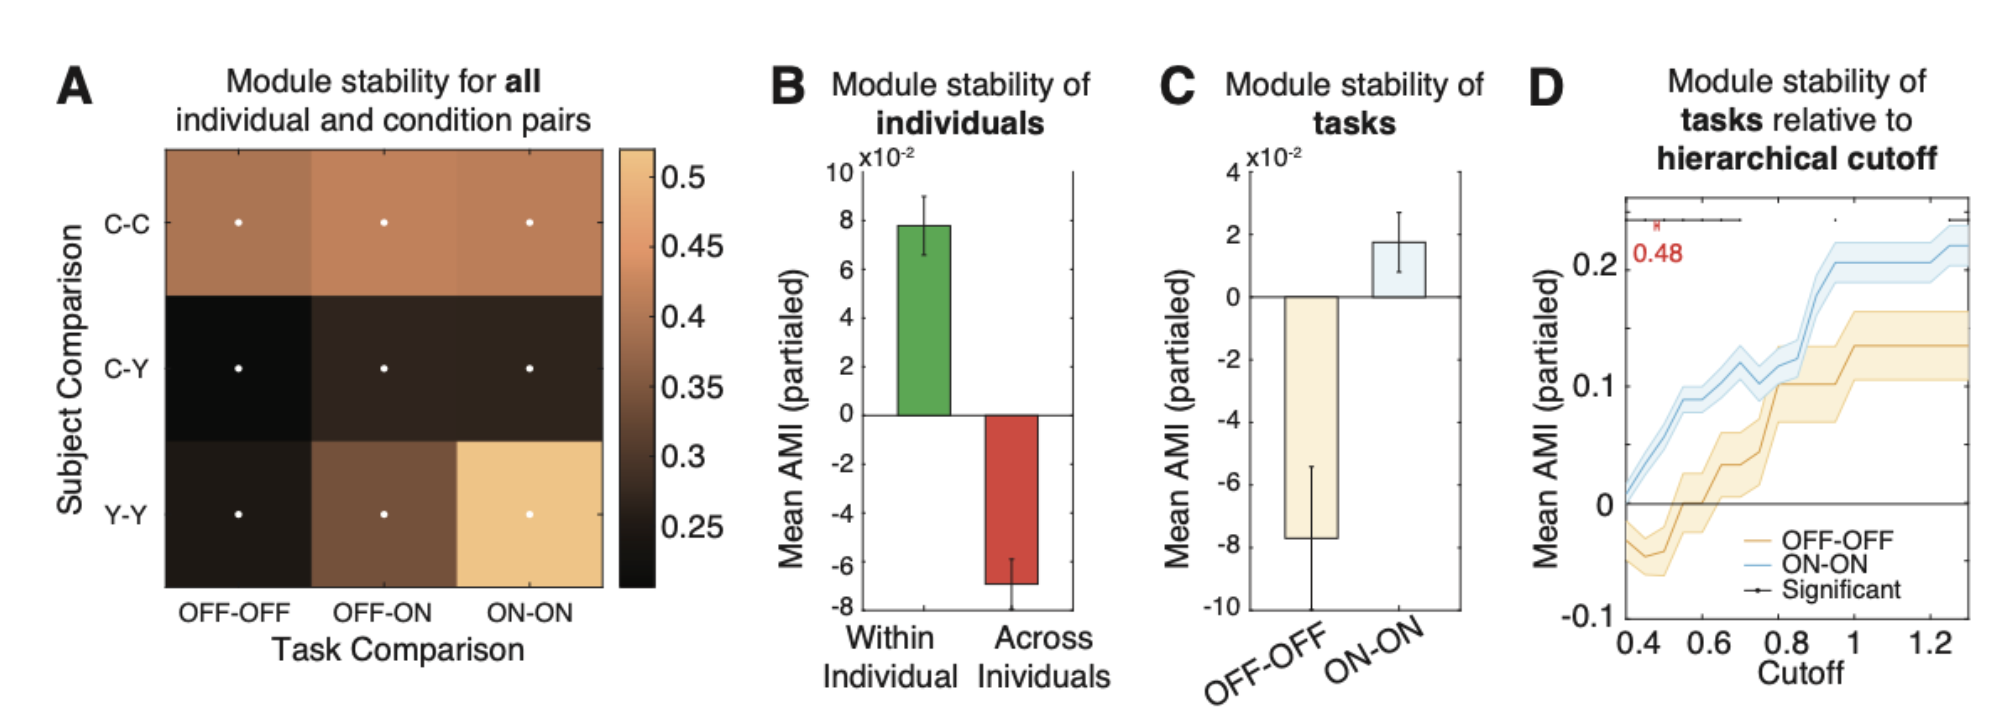 A
Module stability for all
individual and condition pairs
Subject Comparison
C-C
C-Y
Y-Y
OFF-OFF OFF-ON ON-ON
Task Comparison
0.5
0.45
0.4
0.35
0.3
0.25
B
Module stability of
individuals
x10-2
Mean AMI (partialed)
10
8
6
4
2
0
-2
-4
-6
-8
Within Across
Individual Inividuals
C
Module stability of
tasks
x10-2
Mean AMI (partialed)
4
2
0
-2
-4
-6
-8
-10
OFF-OFF
ON-ON
D
Module stability of
tasks relative to
hierarchical cutoff
Mean AMI (partialed)
0.2
0.1
0
-0.1
0.48
OFF-OFF
ON-ON
Significant
0.4 0.6 0.8 1 1.2
Cutoff